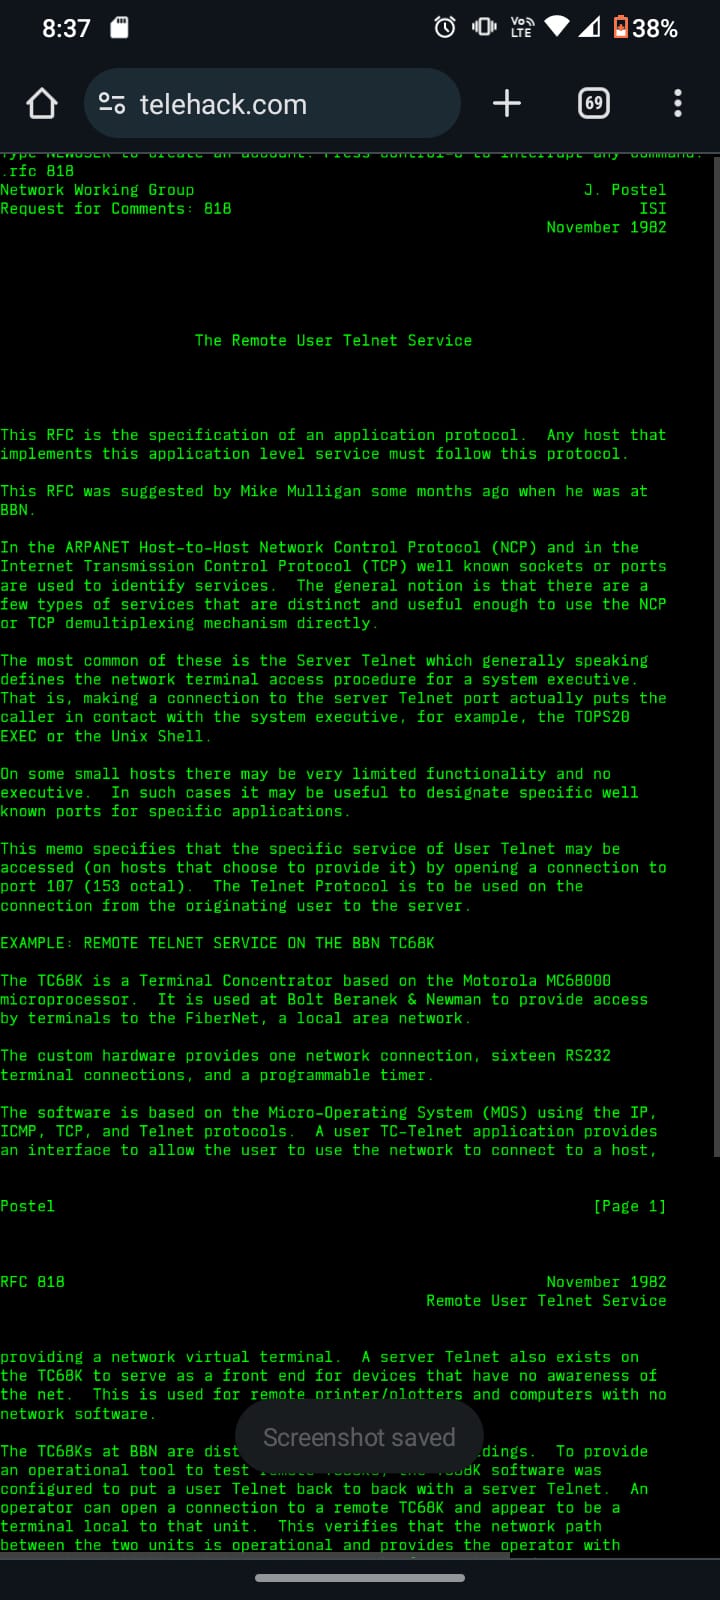 8:37 VoD LTE 38%
telehack.com 69
Type NEWUSER to create an account. Press control-C to interrupt any command.
.rfc 818
Network Working Group J. Postel
Request for Comments: 818 ISI
November 1982
The Remote User Telnet Service
This RFC is the specification of an application protocol. Any host that
implements this application level service must follow this protocol.
This RFC was suggested by Mike Mulligan some months ago when he was at
BBN.
In the ARPANET Host-to-Host Network Control Protocol (NCP) and in the
Internet Transmission Control Protocol (TCP) well known sockets or ports
are used to identify services. The general notion is that there are a
few types of services that are distinct and useful enough to use the NCP
or TCP demultiplexing mechanism directly.
The most common of these is the Server Telnet which generally speaking
defines the network terminal access procedure for a system executive.
That is, making a connection to the server Telnet port actually puts the
caller in contact with the system executive, for example, the TOPS20
EXEC or the Unix Shell.
On some small hosts there may be very limited functionality and no
executive. In such cases it may be useful to designate specific well
known ports for specific applications.
This memo specifies that the specific service of User Telnet may be
accessed (on hosts that choose to provide it) by opening a connection to
port 107 (153 octal). The Telnet Protocol is to be used on the
connection from the originating user to the server.
EXAMPLE: REMOTE TELNET SERVICE ON THE BBN TC68K
The TC68K is a Terminal Concentrator based on the Motorola MC68000
microprocessor. It is used at Bolt Beranek & Newman to provide access
by terminals to the FiberNet, a local area network.
The custom hardware provides one network connection, sixteen RS232
terminal connections, and a programmable timer.
The software is based on the Micro-Operating System (MOS) using the IP,
ICMP, TCP, and Telnet protocols. A user TC-Telnet application provides
an interface to allow the user to use the network to connect to a host,
Postel [Page 1]
RFC 818 November 1982
Remote User Telnet Service
providing a network virtual terminal. A server Telnet also exists on
the TC68K to serve as a front end for devices that have no awareness of
the net. This is used for remote printer/plotters and computers with no
network software.
Screenshot saved
The TC68Ks at BBN are dist dings. To provide
an operational tool to test software was
configured to put a user Telnet back to back with a server Telnet. An
operator can open a connection to a remote TC68K and appear to be a
terminal local to that unit. This verifies that the network path
between the two units is operational and provides the operator with